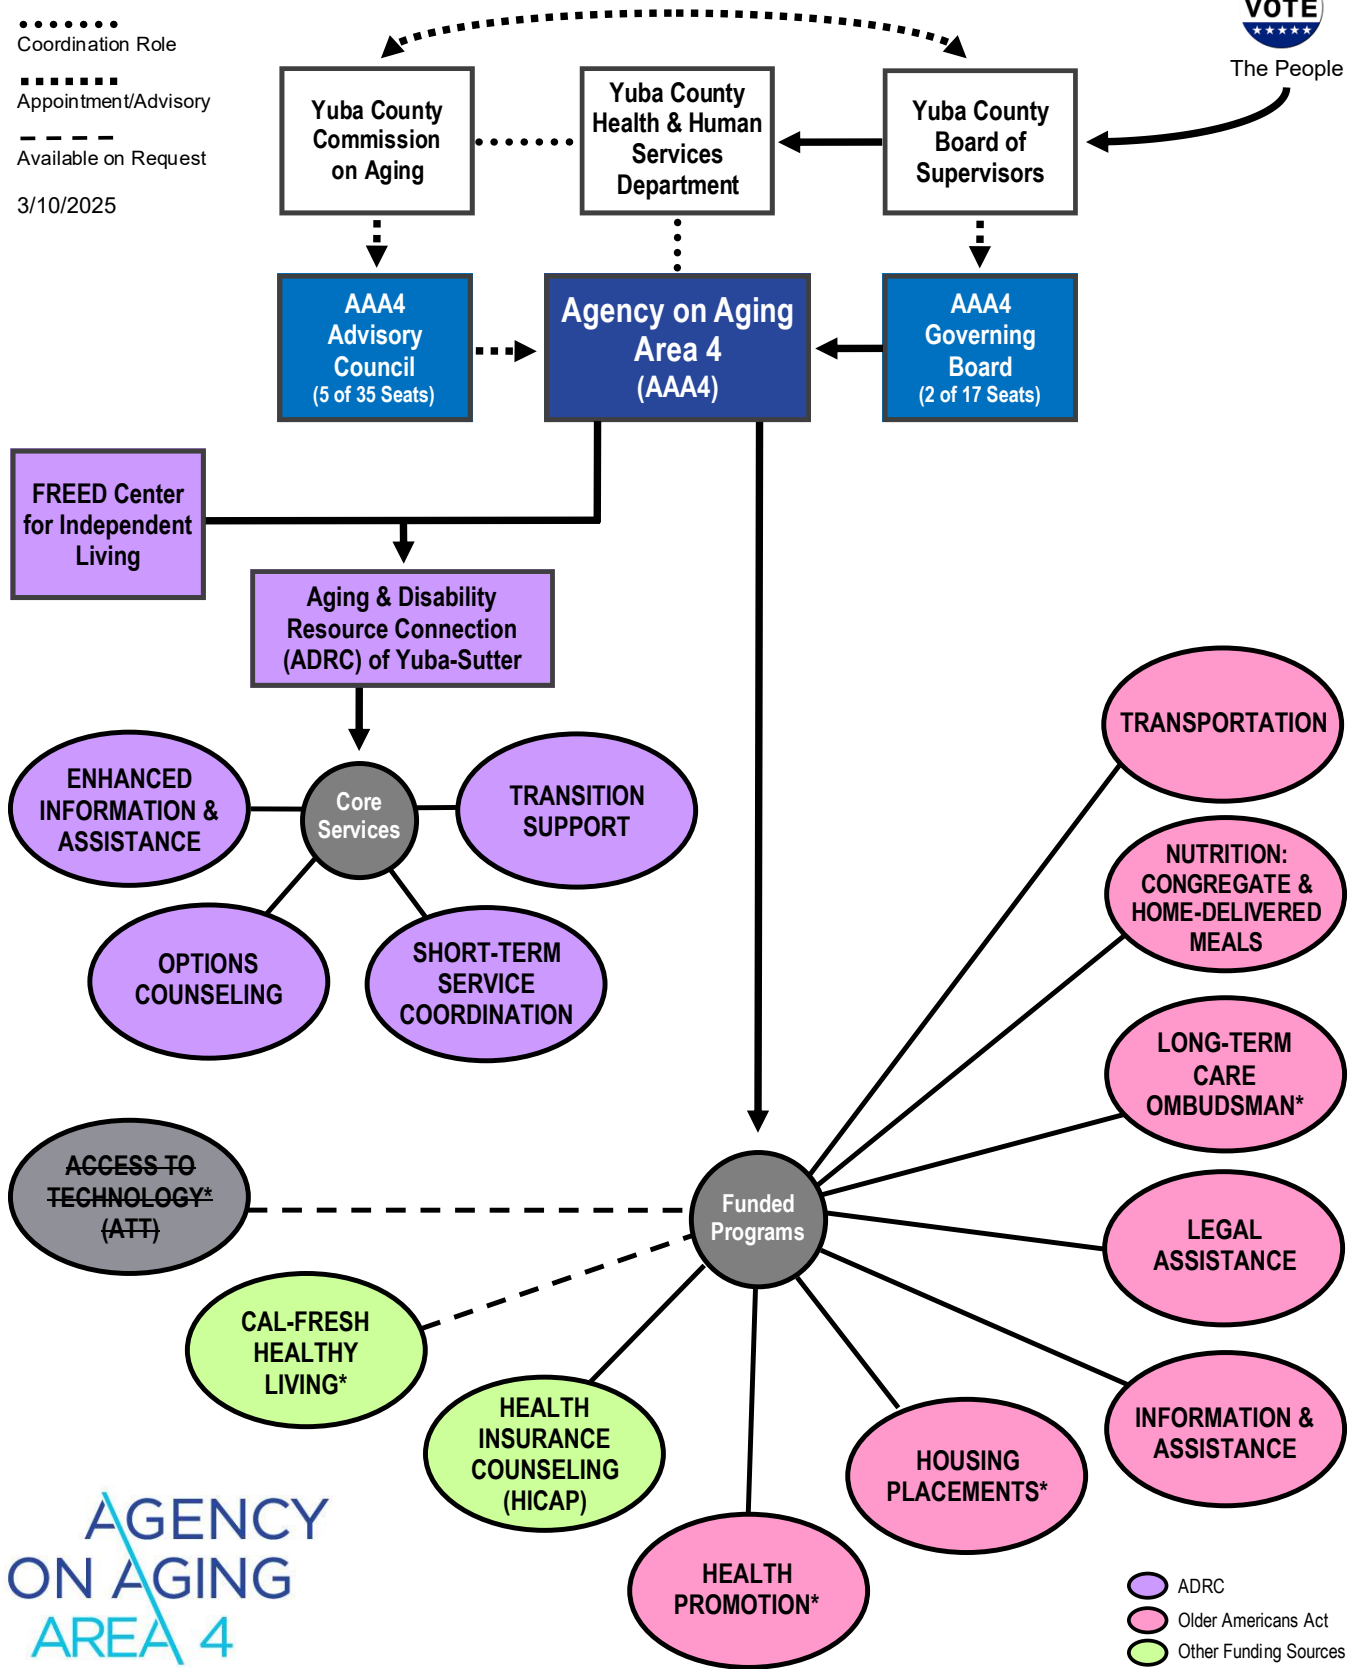 VOTE
The People
Coordination Role
Appointment/Advisory
Available on Request
3/10/2025
Yuba County
Commission
on Aging
Yuba County
Health & Human
Services
Department
Yuba County
Board of
Supervisors
AAA4
Advisory
Council
(5 of 35 Seats)
Agency on Aging
Area 4
(AAA4)
AAA4
Governing
Board
(2 of 17 Seats)
FREED Center
for Independent
Living
Aging & Disability
Resource Connection
(ADRC) of Yuba-Sutter
ENHANCED
INFORMATION &
ASSISTANCE
Core
Services
TRANSITION
SUPPORT
OPTIONS
COUNSELING
SHORT-TERM
SERVICE
COORDINATION
TRANSPORTATION
NUTRITION:
CONGREGATE &
HOME-DELIVERED
MEALS
LONG-TERM
CARE
OMBUDSMAN*
LEGAL
ASSISTANCE
INFORMATION &
ASSISTANCE
Funded
Programs
ACCESS TO
TECHNOLOGY*
(ATT)
CAL-FRESH
HEALTHY
LIVING*
HEALTH
INSURANCE
COUNSELING
(HICAP)
HOUSING
PLACEMENTS*
HEALTH
PROMOTION*
AGENCY
ON AGING
AREA 4
ADRC
Older Americans Act
Other Funding Sources